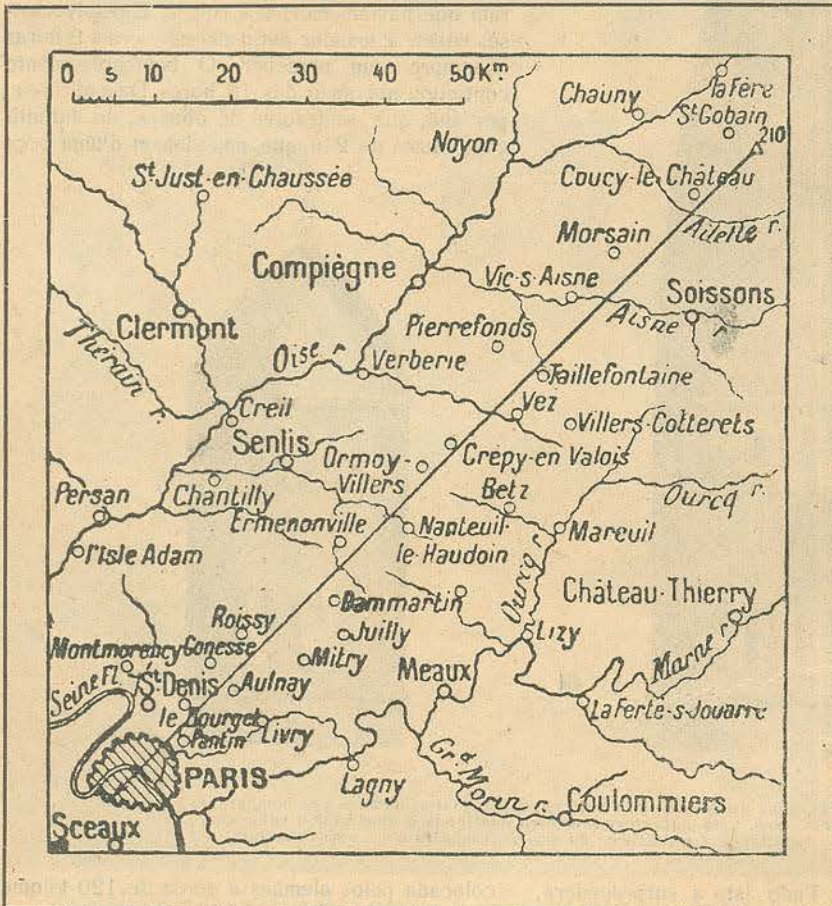 0 5 10 20 30 40 50 Km
la Fère
Chauny
St Gobain
210
Noyon
St Just-en-Chaussée
Coucy-le-Château
Ailette r.
Morsain
Compiègne
Vic-s-Aisne
Soissons
Clermont
Pierrefonds
Aisne r
Thérain r.
Oise r
Verberie
Taillefontaine
Creil
Vez
Villers-Cotterets
Senlis
Ormoy-
Villers
Crépy-en Valois
Chantilly
Betz
Ourcq r.
Persan
Ermenonville
Nanteuil-
le-Haudoin
Mareuil
l'Isle Adam
Ourcq r.
Château-Thierry
Dammartin
Roissy
Juilly
Lizy
Marne r.
Montmorency
Gonesse
Mitry
Meaux
Seine Fl.
St Denis
Aulnay
la Ferté-s-Jouarre
le Bourget
Livry
Pantin
PARIS
Lagny
Gr.d Morin r.
Coulommiers
Sceaux